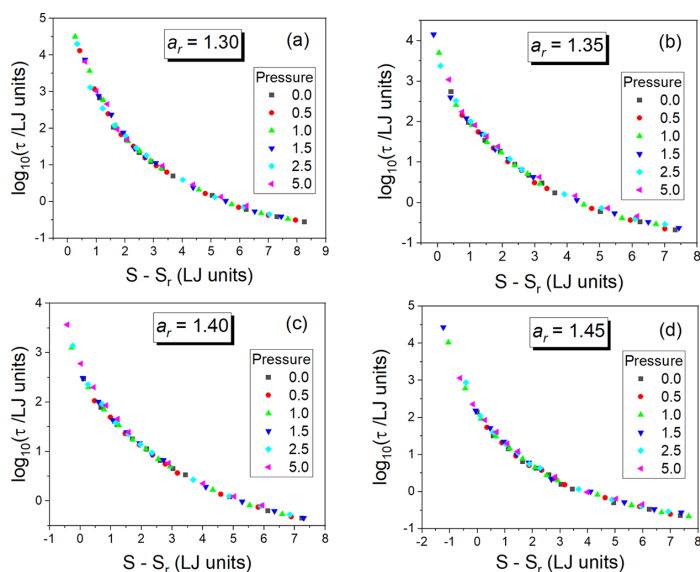 a_r = 1.30
(a)
Pressure
0.0
0.5
1.0
1.5
2.5
5.0
log10(τ /LJ units)
5
4
3
2
1
0
-1
0 1 2 3 4 5 6 7 8 9
S - Sr (LJ units)
a_r = 1.35
(b)
Pressure
0.0
0.5
1.0
1.5
2.5
5.0
log10(τ /LJ units)
5
4
3
2
1
0
-1
0 1 2 3 4 5 6 7 8
S - Sr (LJ units)
a_r = 1.40
(c)
Pressure
0.0
0.5
1.0
1.5
2.5
5.0
log10(τ /LJ units)
4
3
2
1
0
-1 0 1 2 3 4 5 6 7 8
S - Sr (LJ units)
a_r = 1.45
(d)
Pressure
0.0
0.5
1.0
1.5
2.5
5.0
log10(τ /LJ units)
5
4
3
2
1
0
-1
-2 -1 0 1 2 3 4 5 6 7 8
S - Sr (LJ units)